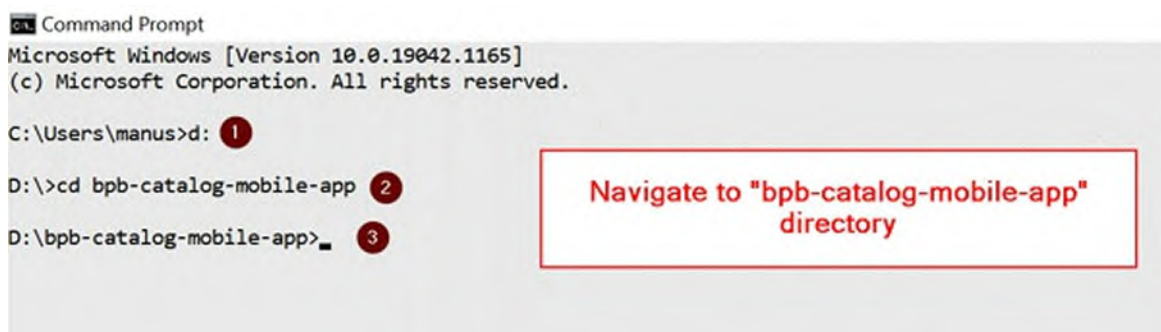 Command Prompt
Microsoft Windows [Version 10.0.19042.1165]
(c) Microsoft Corporation. All rights reserved.
C:\Users\manus>d: 1
D:\>cd bpb-catalog-mobile-app 2
D:\bpb-catalog-mobile-app>_ 3
Navigate to "bpb-catalog-mobile-app"
directory